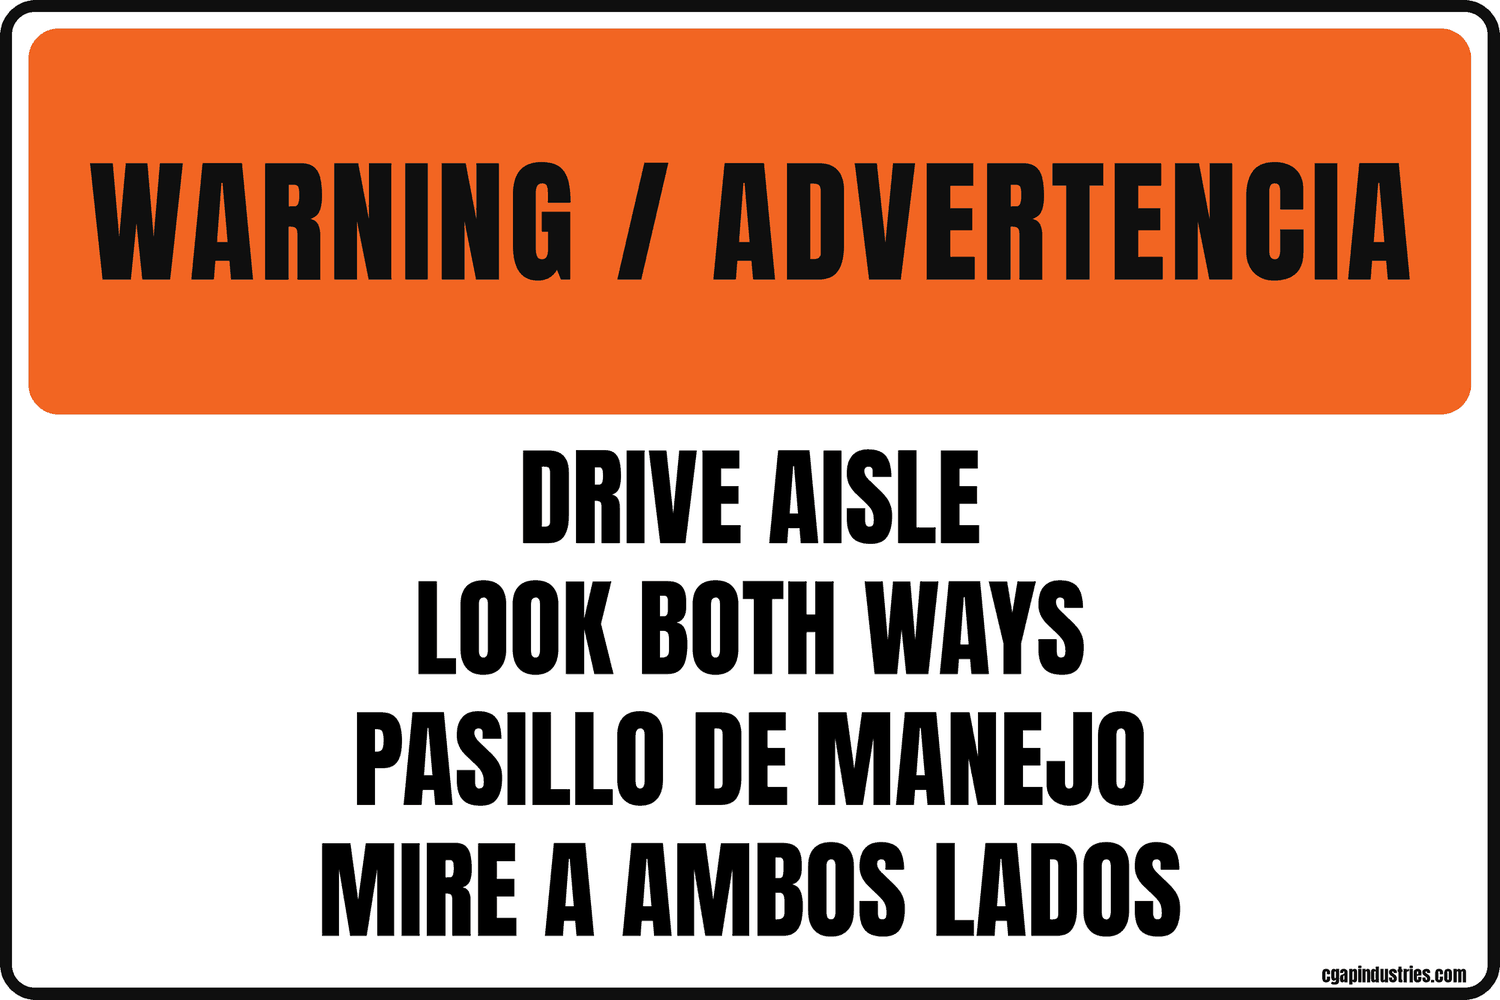 WARNING / ADVERTENCIA
DRIVE AISLE
LOOK BOTH WAYS
PASILLO DE MANEJO
MIRE A AMBOS LADOS
cgapindustries.com